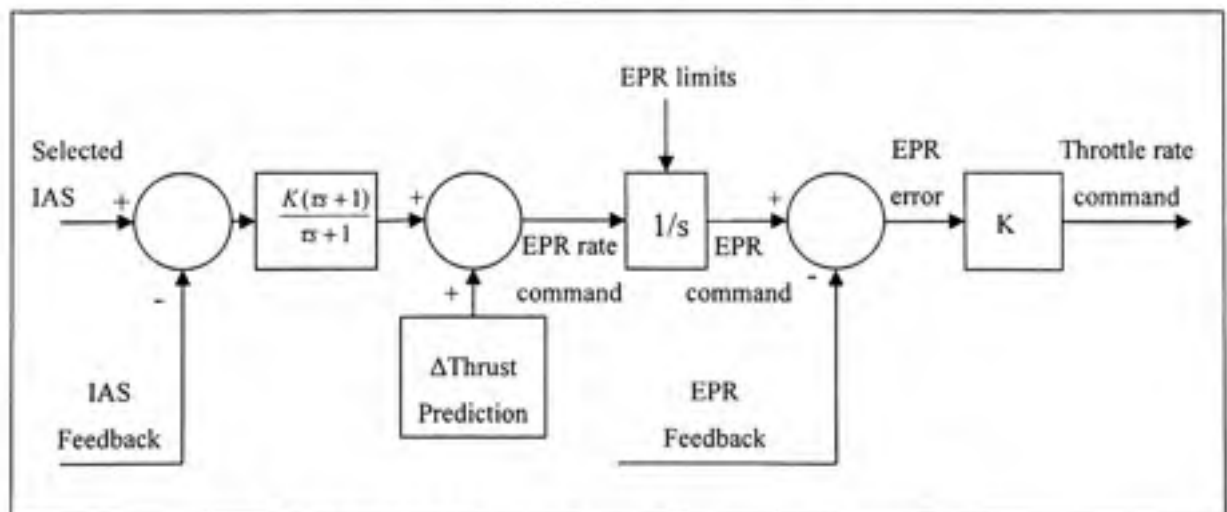 EPR limits
Selected
IAS
+
-
K(τs + 1)
τs + 1
+
+
EPR rate
command
1/s
EPR
command
+
-
EPR
error
K
Throttle rate
command
ΔThrust
Prediction
IAS
Feedback
EPR
Feedback